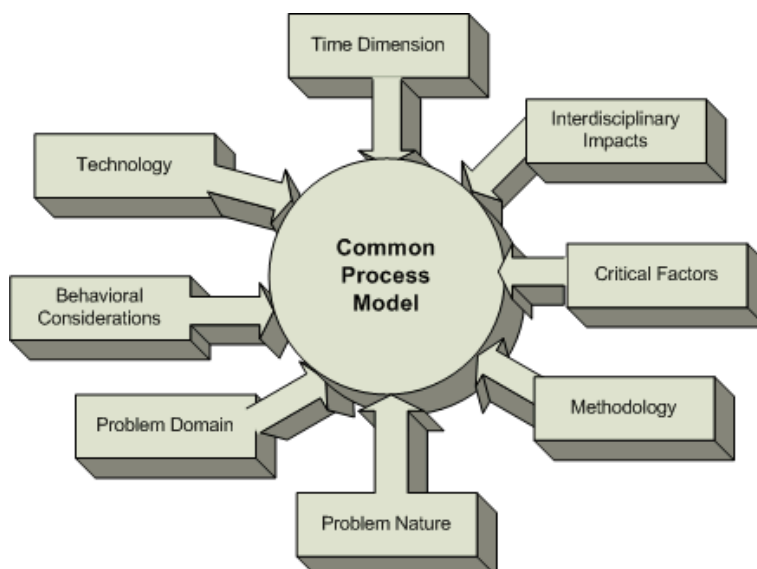 Time Dimension
Interdisciplinary
Impacts
Technology
Common
Process
Model
Critical Factors
Behavioral
Considerations
Methodology
Problem Domain
Problem Nature